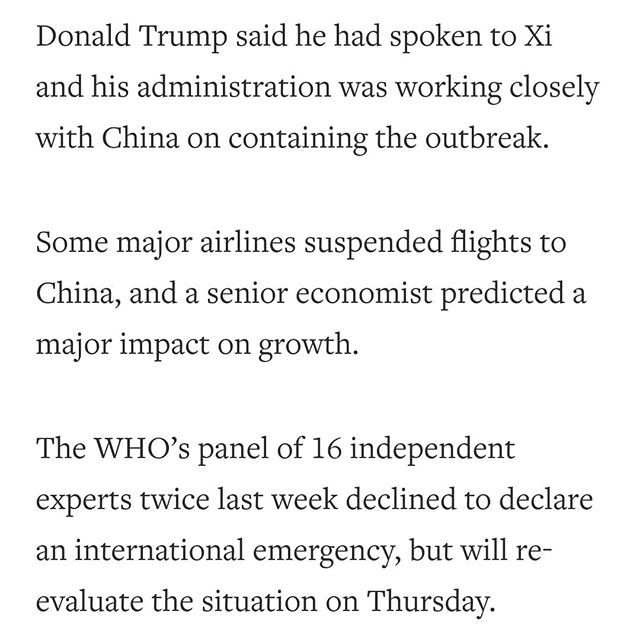 Donald Trump said he had spoken to Xi
and his administration was working closely
with China on containing the outbreak.
Some major airlines suspended flights to
China, and a senior economist predicted a
major impact on growth.
The WHO’s panel of 16 independent
experts twice last week declined to declare
an international emergency, but will re-
evaluate the situation on Thursday.